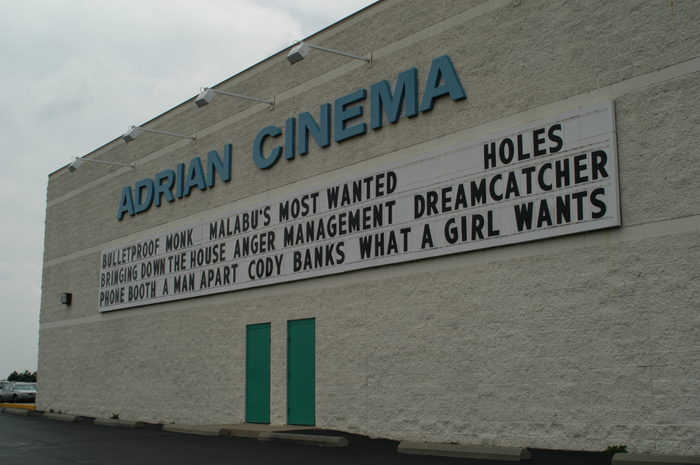 ADRIAN CINEMA
BULLETPROOF MONK MALABU'S MOST WANTED HOLES
BRINGING DOWN THE HOUSE ANGER MANAGEMENT DREAMCATCHER
PHONE BOOTH A MAN APART CODY BANKS WHAT A GIRL WANTS